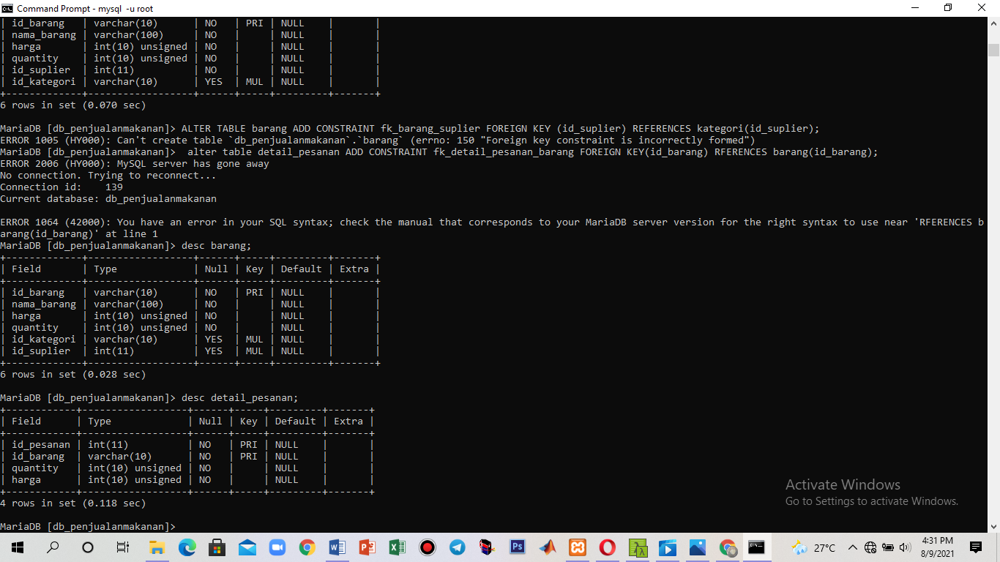 Command Prompt - mysql -u root
| id_barang   | varchar(10)      | NO   | PRI | NULL    |       |
| nama_barang | varchar(100)     | NO   |     | NULL    |       |
| harga       | int(10) unsigned | NO   |     | NULL    |       |
| quantity    | int(10) unsigned | NO   |     | NULL    |       |
| id_suplier  | int(11)          | NO   |     | NULL    |       |
| id_kategori | varchar(10)      | YES  | MUL | NULL    |       |
+-------------+------------------+------+-----+---------+-------+
6 rows in set (0.070 sec)
MariaDB [db_penjualanmakanan]> ALTER TABLE barang ADD CONSTRAINT fk_barang_suplier FOREIGN KEY (id_suplier) REFERENCES kategori(id_suplier);
ERROR 1005 (HY000): Can't create table `db_penjualanmakanan`.`barang` (errno: 150 "Foreign key constraint is incorrectly formed")
MariaDB [db_penjualanmakanan]>  alter table detail_pesanan ADD CONSTRAINT fk_detail_pesanan_barang FOREIGN KEY(id_barang) RFERENCES barang(id_barang);
ERROR 2006 (HY000): MySQL server has gone away
No connection. Trying to reconnect...
Connection id:    139
Current database: db_penjualanmakanan
ERROR 1064 (42000): You have an error in your SQL syntax; check the manual that corresponds to your MariaDB server version for the right syntax to use near 'RFERENCES b
arang(id_barang)' at line 1
MariaDB [db_penjualanmakanan]> desc barang;
+-------------+------------------+------+-----+---------+-------+
| Field       | Type             | Null | Key | Default | Extra |
+-------------+------------------+------+-----+---------+-------+
| id_barang   | varchar(10)      | NO   | PRI | NULL    |       |
| nama_barang | varchar(100)     | NO   |     | NULL    |       |
| harga       | int(10) unsigned | NO   |     | NULL    |       |
| quantity    | int(10) unsigned | NO   |     | NULL    |       |
| id_kategori | varchar(10)      | YES  | MUL | NULL    |       |
| id_suplier  | int(11)          | YES  | MUL | NULL    |       |
+-------------+------------------+------+-----+---------+-------+
6 rows in set (0.028 sec)
MariaDB [db_penjualanmakanan]> desc detail_pesanan;
+------------+------------------+------+-----+---------+-------+
| Field      | Type             | Null | Key | Default | Extra |
+------------+------------------+------+-----+---------+-------+
| id_pesanan | int(11)          | NO   | PRI | NULL    |       |
| id_barang  | varchar(10)      | NO   | PRI | NULL    |       |
| quantity   | int(10) unsigned | NO   |     | NULL    |       |
| harga      | int(10) unsigned | NO   |     | NULL    |       |
+------------+------------------+------+-----+---------+-------+
4 rows in set (0.118 sec)
MariaDB [db_penjualanmakanan]>
Activate Windows
Go to Settings to activate Windows.
27°C
4:31 PM
8/9/2021